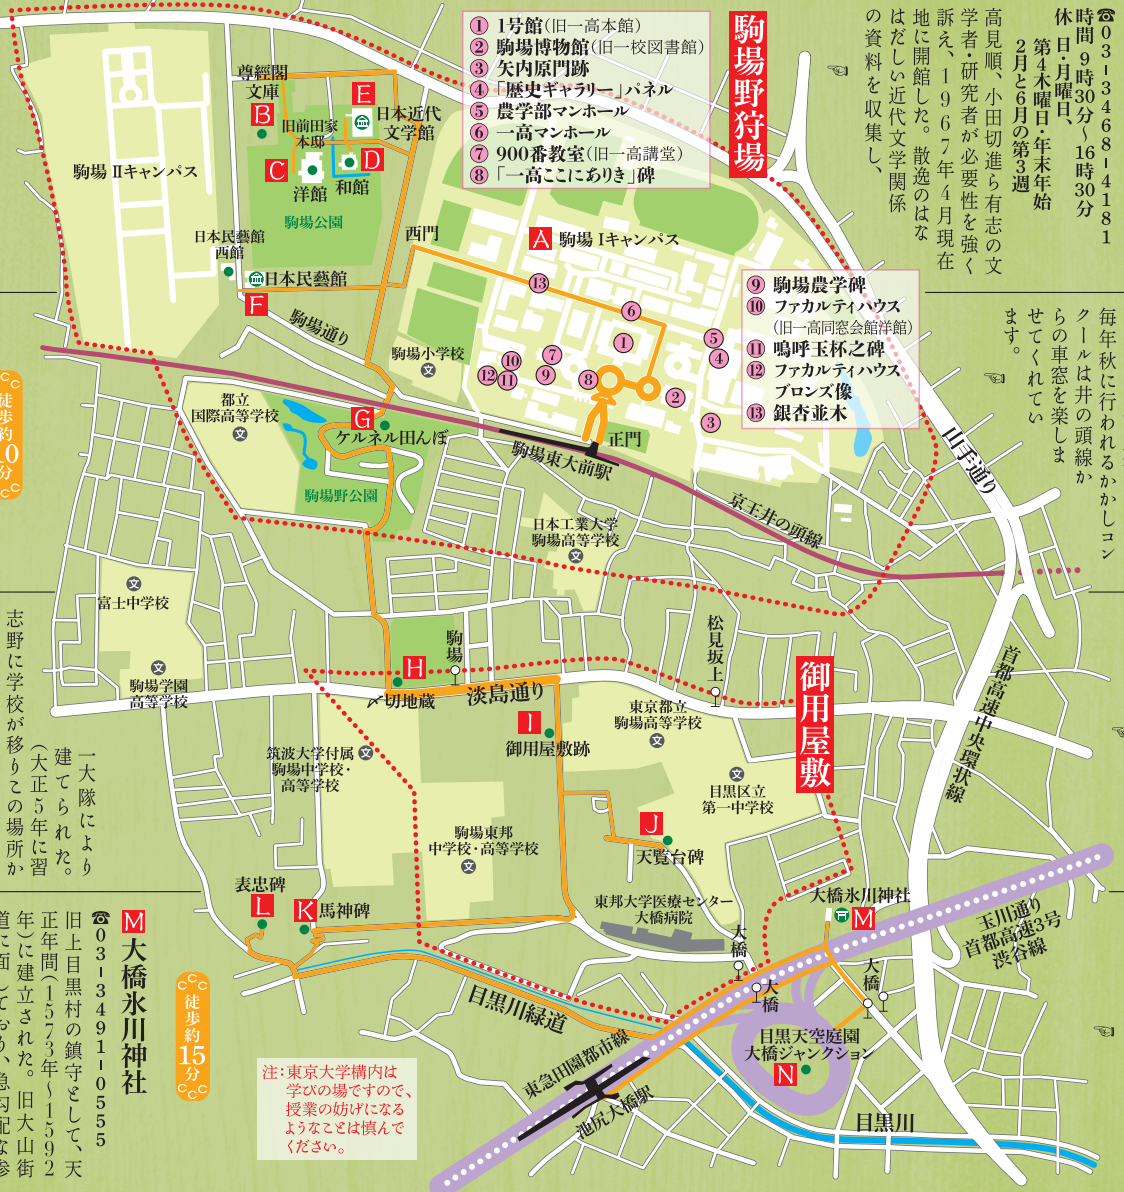 ☎03-3468-4181
時間 9時30分～16時30分
休 日・月曜日、
第4木曜日・年末年始
2月と6月の第3週
高見順、小田切進ら有志の文
学者・研究者が必要性を強く
訴え、1967年4月現在
地に開館した。散逸のはな
はだしい近代文学関係
の資料を収集し、
駒場野狩場
① 1号館(旧一高本館)
② 駒場博物館(旧一校図書館)
③ 矢内原門跡
④ 「歴史ギャラリー」パネル
⑤ 農学部マンホール
⑥ 一高マンホール
⑦ 900番教室(旧一高講堂)
⑧ 「一高ここにありき」碑
尊經閣
文庫
B
E
日本近代
文学館
旧前田家
本邸
C
D
洋館
和館
駒場公園
駒場 Ⅱキャンパス
日本民藝館
西館
日本民藝館
F
西門
A 駒場 Ⅰキャンパス
⑬
⑥
①
⑤
④
⑩
⑦
⑫
⑪
⑨
⑧
②
③
⑨ 駒場農学碑
⑩ ファカルティハウス
(旧一高同窓会館洋館)
⑪ 嗚呼玉杯之碑
⑫ ファカルティハウス
ブロンズ像
⑬ 銀杏並木
毎年秋に行われるかかしコン
クールは井の頭線か
らの車窓を楽しま
せてくれてい
ます。
駒場通り
駒場小学校
文
都立
国際高等学校
文
G
ケルネル田んぼ
駒場野公園
正門
駒場東大前駅
山手通り
京王井の頭線
徒歩約
10分
日本工業大学
駒場高等学校
文
文
富士中学校
文
駒場学園
高等学校
駒場
H
〆切地蔵
淡島通り
松見坂上
御用屋敷
首都高速中央環状線
I
御用屋敷跡
東京都立
駒場高等学校
文
筑波大学付属
駒場中学校・
高等学校
文
文
目黒区立
第一中学校
J
天覧台碑
駒場東邦
中学校・高等学校
文
志野に学校が移りこの場所か
一大隊により
建てられた。
(大正5年に習
表忠碑
L
K
馬神碑
東邦大学医療センター
大橋病院
大橋氷川神社
M
玉川通り
首都高速3号
渋谷線
大橋
大橋
大橋
目黒川緑道
目黒天空庭園
大橋ジャンクション
N
東急田園都市線
池尻大橋駅
目黒川
注:東京大学構内は
学びの場ですので、
授業の妨げになる
ようなことは慎んで
ください。
M 大橋氷川神社
☎03-3491-0555
旧上目黒村の鎮守として、天
正年間(1573年～1592
年)に建立された。旧大山街
道に面しており、急勾配な参
徒歩約
15分